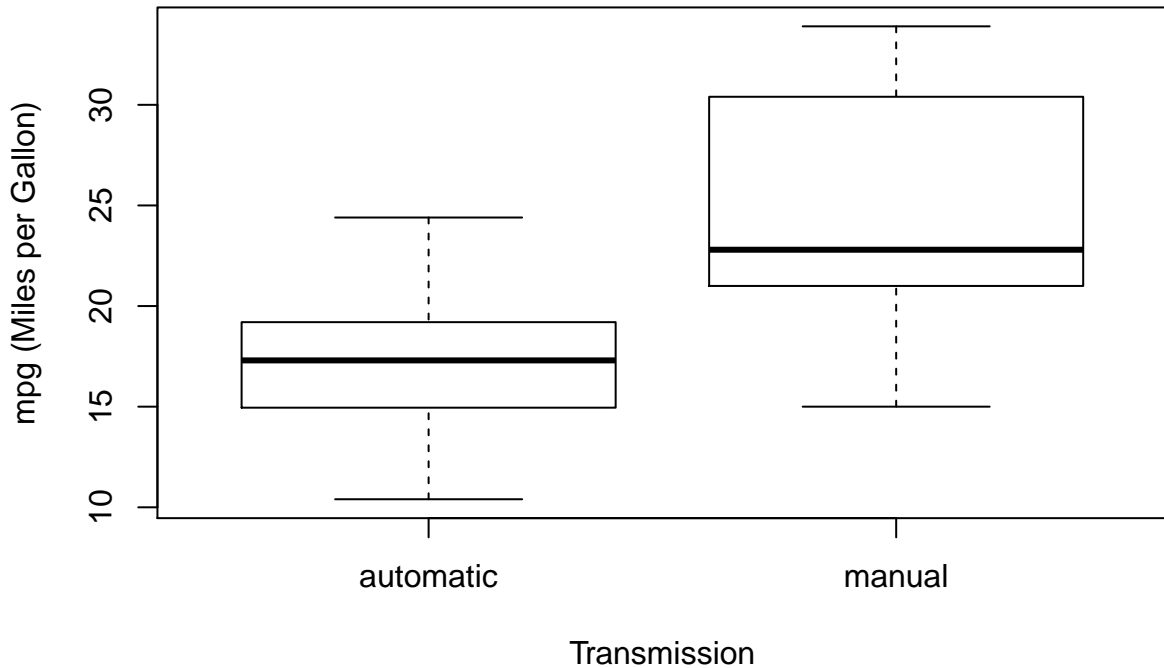 mpg (Miles per Gallon)
30
25
20
15
10
automatic
manual
Transmission